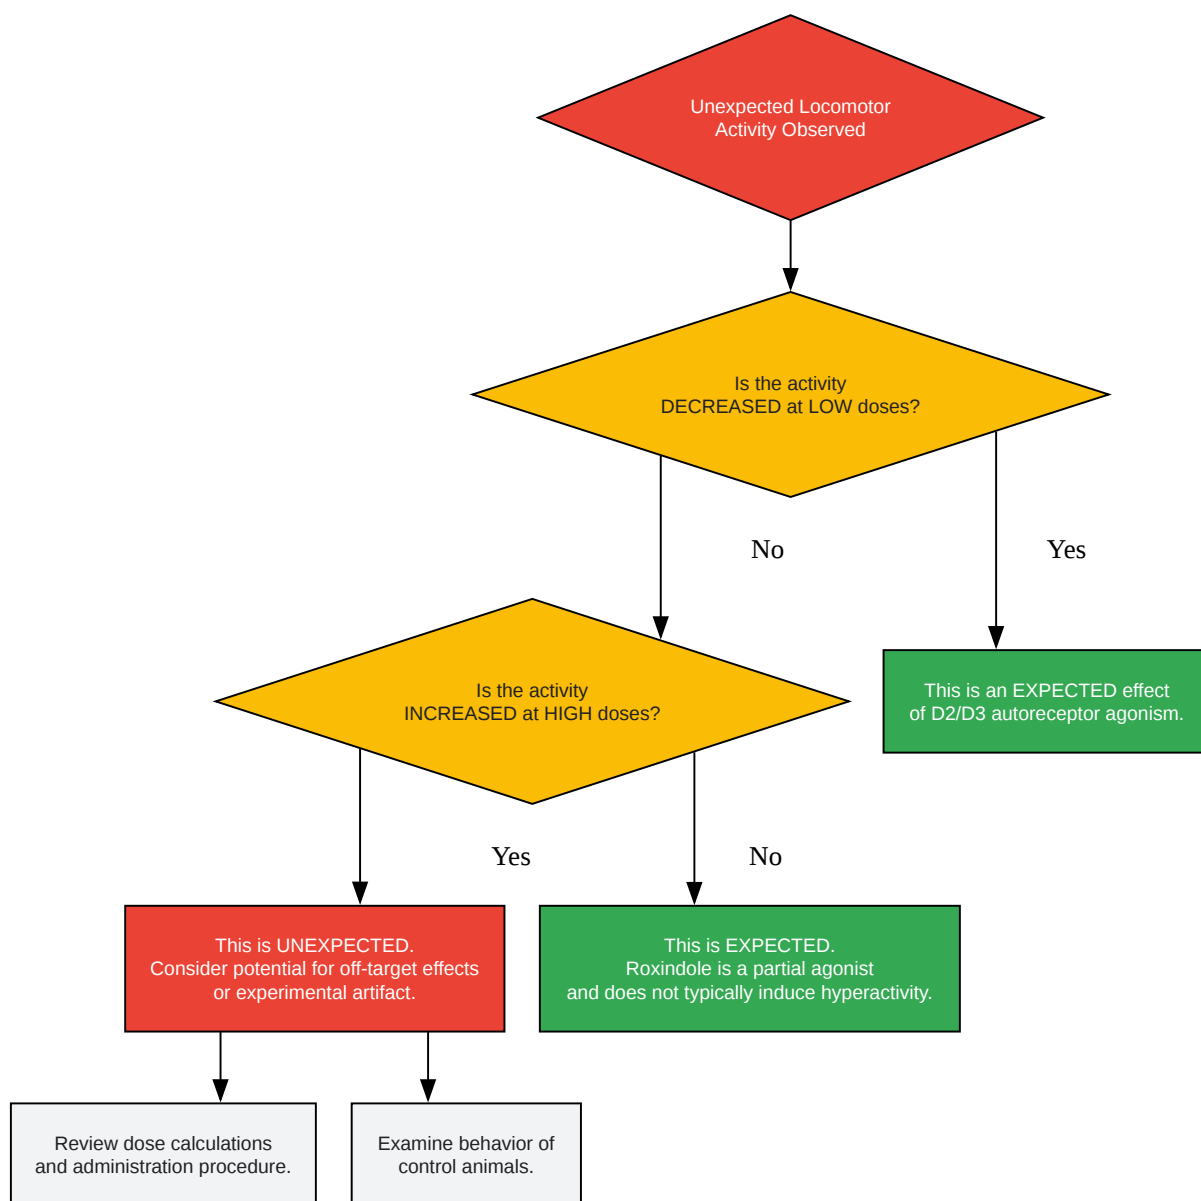 Unexpected Locomotor
Activity Observed
Is the activity
DECREASED at LOW doses?
No
Yes
Is the activity
INCREASED at HIGH doses?
This is an EXPECTED effect
of D2/D3 autoreceptor agonism.
Yes
No
This is UNEXPECTED.
Consider potential for off-target effects
or experimental artifact.
This is EXPECTED.
Roxindole is a partial agonist
and does not typically induce hyperactivity.
Review dose calculations
and administration procedure.
Examine behavior of
control animals.